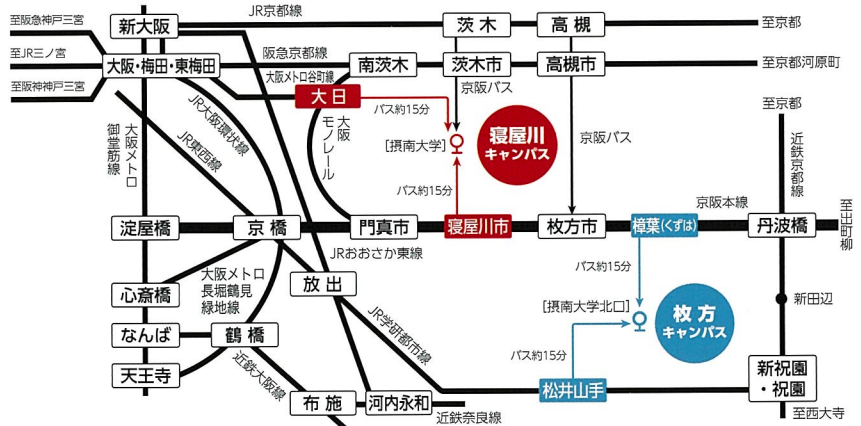 至阪急神戸三宮
新大阪
JR京都線
茨木
高槻
至京都
至JR三ノ宮
大阪・梅田・東梅田
阪急京都線
南茨木
茨木市
高槻市
至京都河原町
至阪神神戸三宮
大阪メトロ谷町線
大日
バス約15分
京阪バス
寝屋川
キャンパス
至京都
大阪メトロ
御堂筋線
JR大阪環状線
JR東西線
大阪
モノレール
[摂南大学]
京阪バス
近鉄京都線
バス約15分
京阪本線
淀屋橋
京橋
門真市
寝屋川市
枚方市
樟葉(くずは)
丹波橋
至出町柳
JRおおさか東線
バス約15分
大阪メトロ
長堀鶴見
緑地線
放出
心斎橋
JR学研都市線
[摂南大学北口]
枚方
キャンパス
新田辺
なんば
鶴橋
バス約15分
天王寺
近鉄大阪線
新祝園
・祝園
松井山手
布施
河内永和
近鉄奈良線
至西大寺